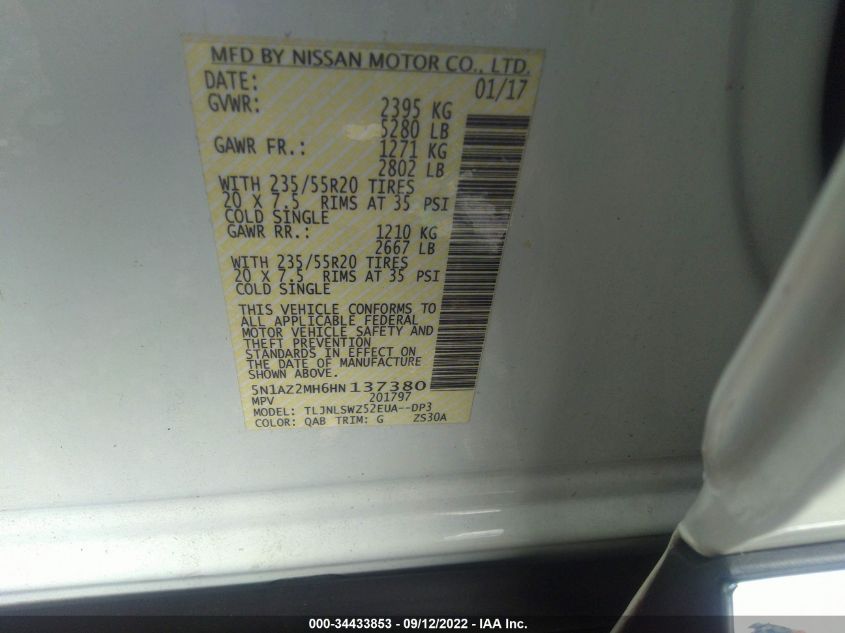 MFD BY NISSAN MOTOR CO., LTD.
DATE: 01/17
GVWR: 2395 KG
5280 LB
GAWR FR.: 1271 KG
2802 LB
WITH 235/55R20 TIRES
20 X 7.5 RIMS AT 35 PSI
COLD SINGLE
GAWR RR.: 1210 KG
2667 LB
WITH 235/55R20 TIRES
20 X 7.5 RIMS AT 35 PSI
COLD SINGLE
THIS VEHICLE CONFORMS TO
ALL APPLICABLE FEDERAL
MOTOR VEHICLE SAFETY AND
THEFT PREVENTION
STANDARDS IN EFFECT ON
THE DATE OF MANUFACTURE
SHOWN ABOVE.
5N1AZ2MH6HN 137380
MPV 201797
MODEL: TLJNLSWZ52EUA--DP3
COLOR: QAB TRIM: G ZS30A
000-34433853 - 09/12/2022 - IAA Inc.